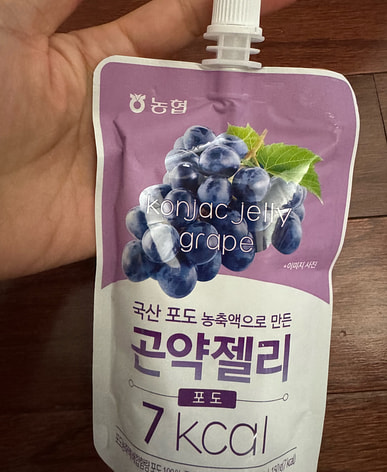 농협
konjac jelly
grape
*이미지 사진
국산 포도 농축액으로 만든
곤약젤리
포도
7 kcal